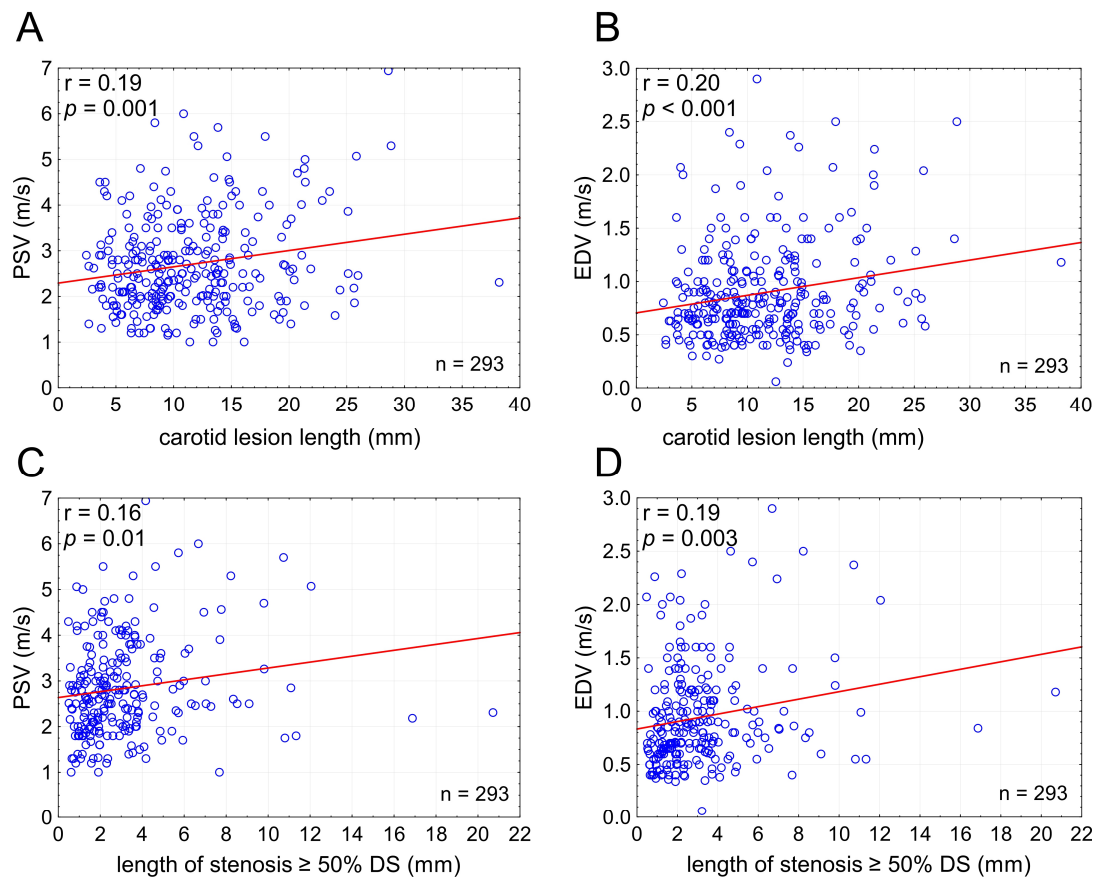 A
r = 0.19
p = 0.001
PSV (m/s)
7
6
5
4
3
2
1
0
n = 293
0 5 10 15 20 25 30 35 40
carotid lesion length (mm)
B
r = 0.20
p < 0.001
EDV (m/s)
3.0
2.5
2.0
1.5
1.0
0.5
0.0
n = 293
0 5 10 15 20 25 30 35 40
carotid lesion length (mm)
C
r = 0.16
p = 0.01
PSV (m/s)
7
6
5
4
3
2
1
0
n = 293
0 2 4 6 8 10 12 14 16 18 20 22
length of stenosis ≥ 50% DS (mm)
D
r = 0.19
p = 0.003
EDV (m/s)
3.0
2.5
2.0
1.5
1.0
0.5
0.0
n = 293
0 2 4 6 8 10 12 14 16 18 20 22
length of stenosis ≥ 50% DS (mm)